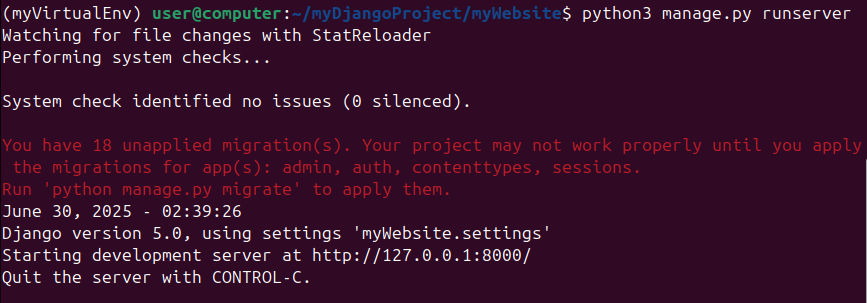 (myVirtualEnv) user@computer:~/myDjangoProject/myWebsite$ python3 manage.py runserver
Watching for file changes with StatReloader
Performing system checks...
System check identified no issues (0 silenced).
You have 18 unapplied migration(s). Your project may not work properly until you apply
the migrations for app(s): admin, auth, contenttypes, sessions.
Run 'python manage.py migrate' to apply them.
June 30, 2025 - 02:39:26
Django version 5.0, using settings 'myWebsite.settings'
Starting development server at http://127.0.0.1:8000/
Quit the server with CONTROL-C.